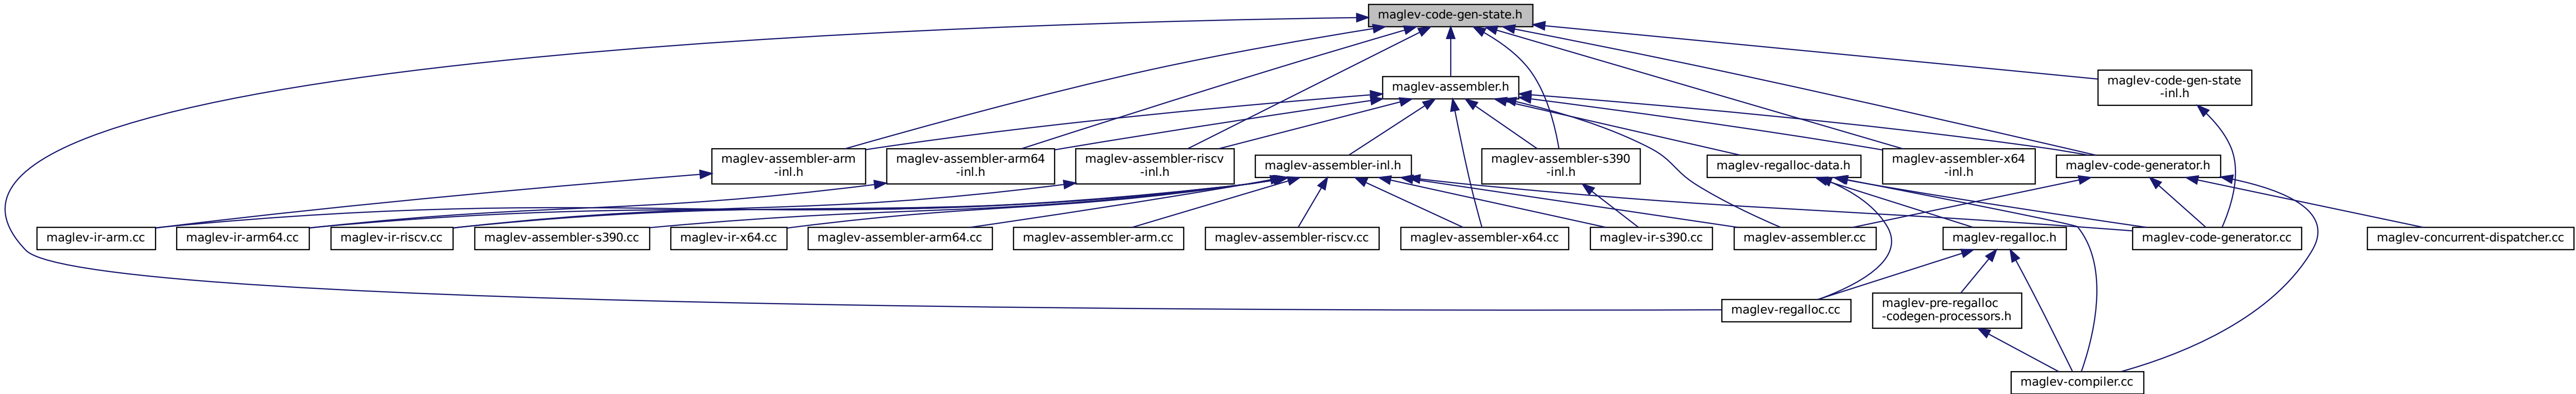 maglev-code-gen-state.h
maglev-assembler.h
maglev-code-gen-state
-inl.h
maglev-assembler-arm
-inl.h
maglev-assembler-arm64
-inl.h
maglev-assembler-riscv
-inl.h
maglev-assembler-inl.h
maglev-assembler-s390
-inl.h
maglev-regalloc-data.h
maglev-assembler-x64
-inl.h
maglev-code-generator.h
maglev-ir-arm.cc
maglev-ir-arm64.cc
maglev-ir-riscv.cc
maglev-assembler-s390.cc
maglev-ir-x64.cc
maglev-assembler-arm64.cc
maglev-assembler-arm.cc
maglev-assembler-riscv.cc
maglev-assembler-x64.cc
maglev-ir-s390.cc
maglev-assembler.cc
maglev-regalloc.h
maglev-code-generator.cc
maglev-concurrent-dispatcher.cc
maglev-regalloc.cc
maglev-pre-regalloc
-codegen-processors.h
maglev-compiler.cc